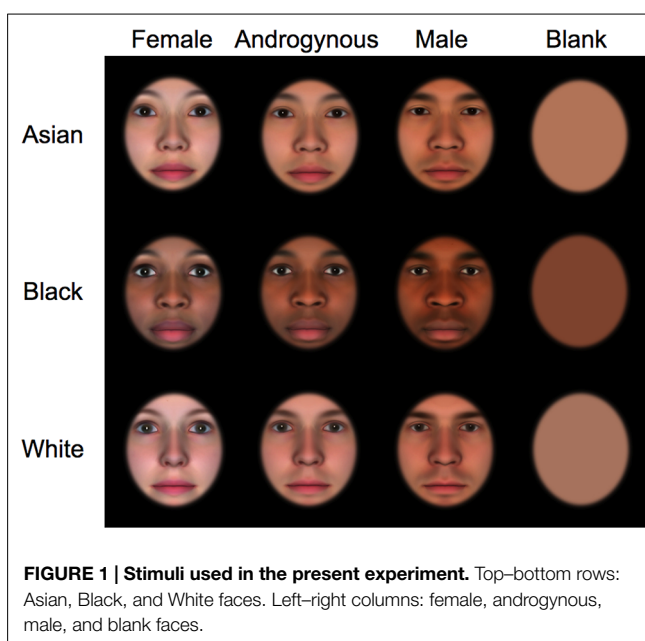 Female Androgynous Male Blank
Asian
Black
White
FIGURE 1 | Stimuli used in the present experiment. Top–bottom rows:
Asian, Black, and White faces. Left–right columns: female, androgynous,
male, and blank faces.